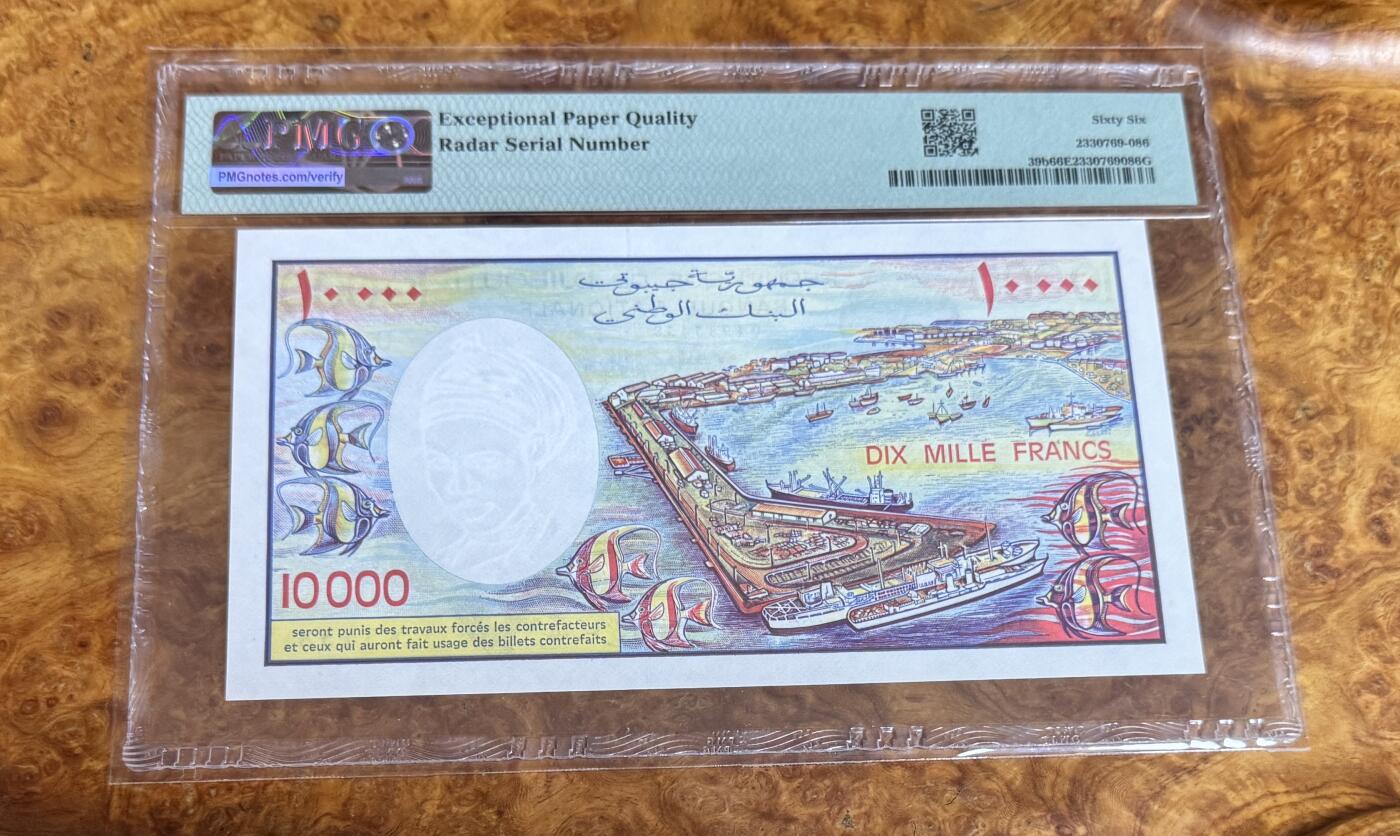 PMG
Exceptional Paper Quality
Radar Serial Number
PMGnotes.com/verify
Sixty Six
2330769-086
39b66E2330769086G
١٠٠٠٠
جمهورية جيبوتي
البنك الوطني
١٠٠٠٠
DIX MILLE FRANCS
10 000
seront punis des travaux forcés les contrefacteurs
et ceux qui auront fait usage des billets contrefaits